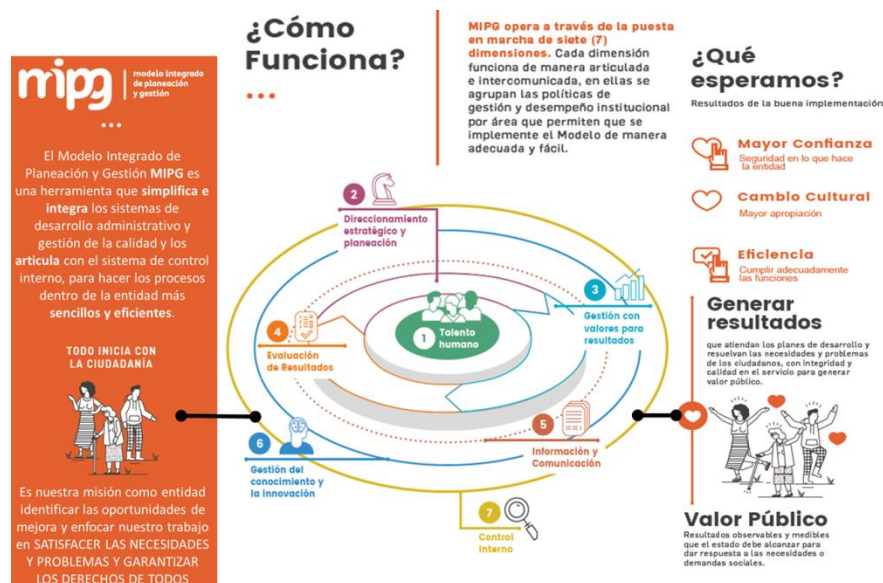 mipg
modelo integrado
de planeación
y gestión
El Modelo Integrado de
Planeación y Gestión MIPG es
una herramienta que simplifica e
integra los sistemas de
desarrollo administrativo y
gestión de la calidad y los
articula con el sistema de control
interno, para hacer los procesos
dentro de la entidad más
sencillos y eficientes.
TODO INICIA CON
LA CIUDADANÍA
Es nuestra misión como entidad
identificar las oportunidades de
mejora y enfocar nuestro trabajo
en SATISFACER LAS NECESIDADES
Y PROBLEMAS Y GARANTIZAR
LOS DERECHOS DE TODOS
¿Cómo
Funciona?
MIPG opera a través de la puesta
en marcha de siete (7)
dimensiones. Cada dimensión
funciona de manera articulada
e intercomunicada, en ellas se
agrupan las políticas de
gestión y desempeño institucional
por área que permiten que se
implemente el Modelo de manera
adecuada y fácil.
1
Talento
humano
2
Direccionamiento
estratégico y
planeación
3
Gestión con
valores para
resultados
4
Evaluación
de Resultados
5
Información y
Comunicación
6
Gestión del
conocimiento y
la innovación
7
Control
Interno
¿Qué
esperamos?
Resultados de la buena implementación
Mayor Confianza
Seguridad en lo que hace
la entidad
Cambio Cultural
Mayor apropiación
Eficiencia
Cumplir adecuadamente
las funciones
Generar
resultados
que atiendan los planes de desarrollo y
resuelvan las necesidades y problemas
de los ciudadanos, con integridad y
calidad en el servicio para generar
valor público.
Valor Público
Resultados observables y medibles
que el estado debe alcanzar para
dar respuesta a las necesidades o
demandas sociales.